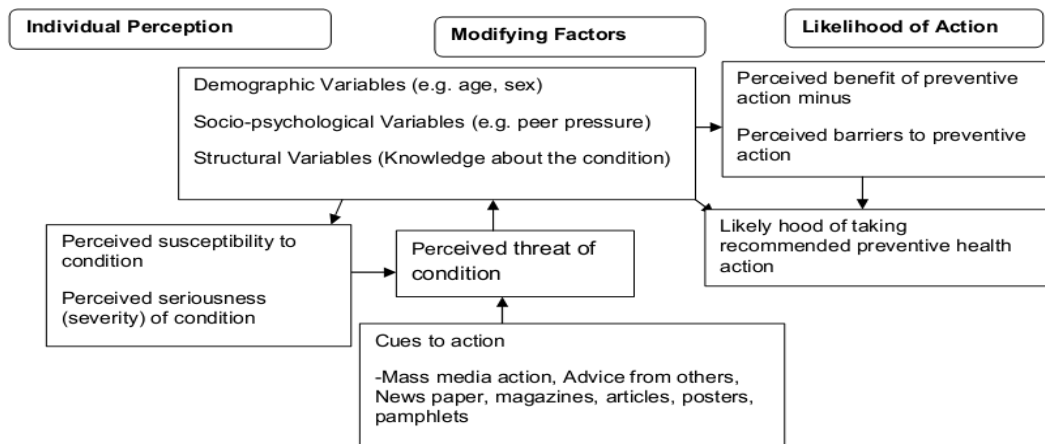 Individual Perception
Modifying Factors
Likelihood of Action
Demographic Variables (e.g. age, sex)
Socio-psychological Variables (e.g. peer pressure)
Structural Variables (Knowledge about the condition)
Perceived benefit of preventive
action minus
Perceived barriers to preventive
action
Perceived susceptibility to
condition
Perceived seriousness
(severity) of condition
Perceived threat of
condition
Likely hood of taking
recommended preventive health
action
Cues to action
-Mass media action, Advice from others,
News paper, magazines, articles, posters,
pamphlets